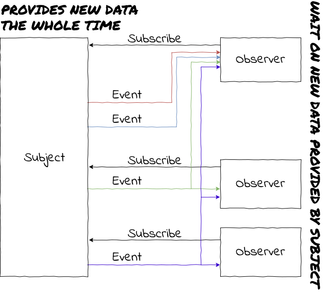 PROVIDES NEW DATA
THE WHOLE TIME
Subscribe
Observer
Event
Event
Subject
Subscribe
Event
Observer
Subscribe
Observer
Event
WAIT ON NEW DATA PROVIDED BY SUBJECT